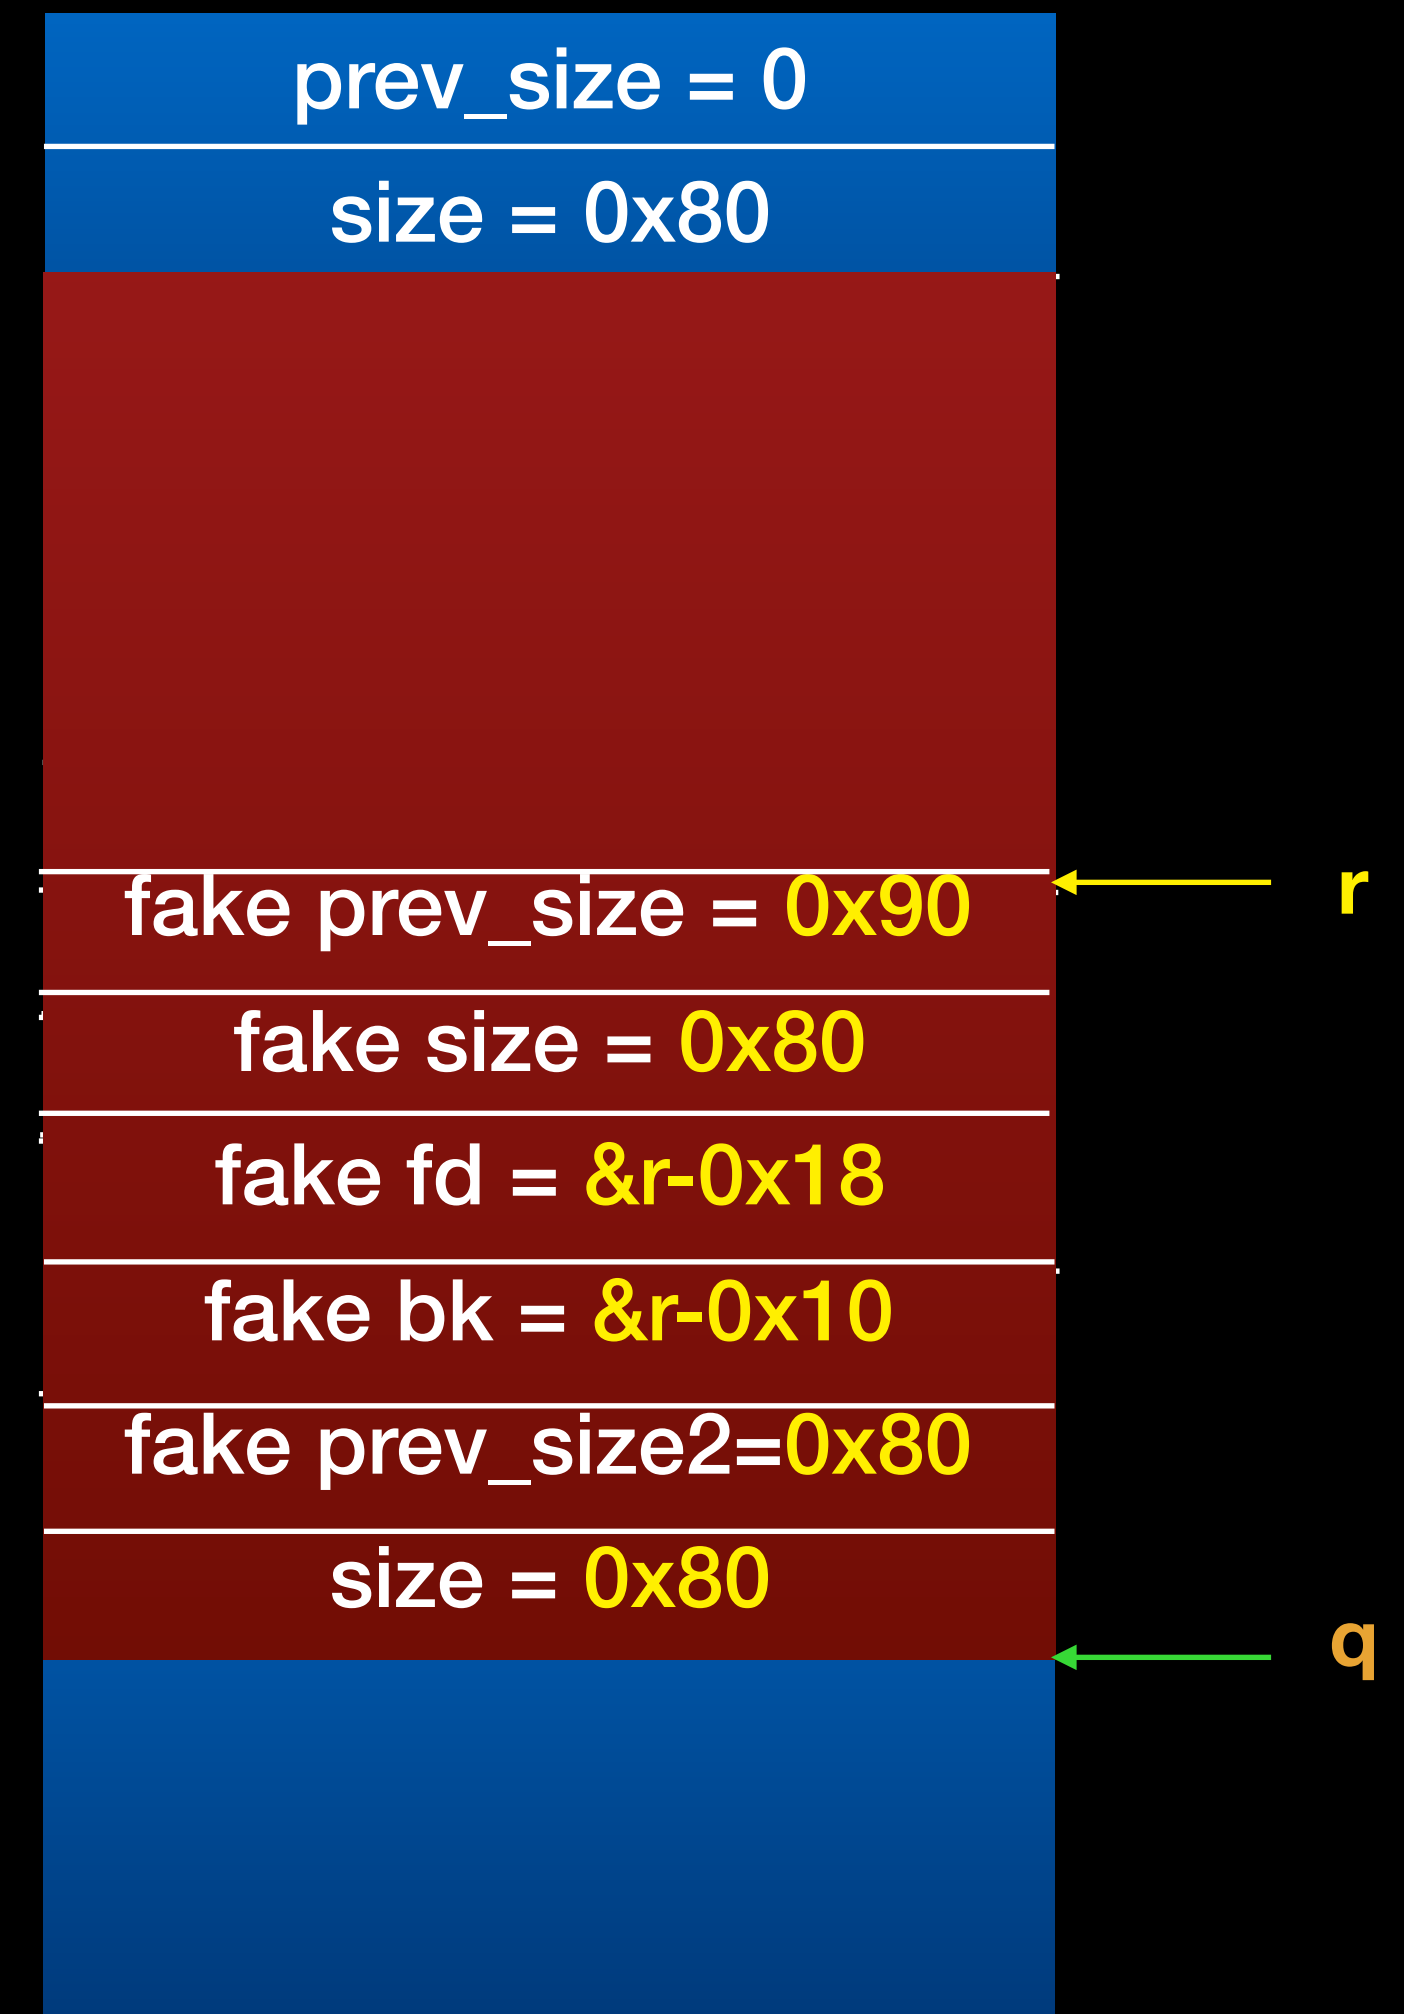 prev_size = 0
size = 0x80
fake prev_size = 0x90
r
fake size = 0x80
fake fd = &r-0x18
fake bk = &r-0x10
fake prev_size2=0x80
size = 0x80
q